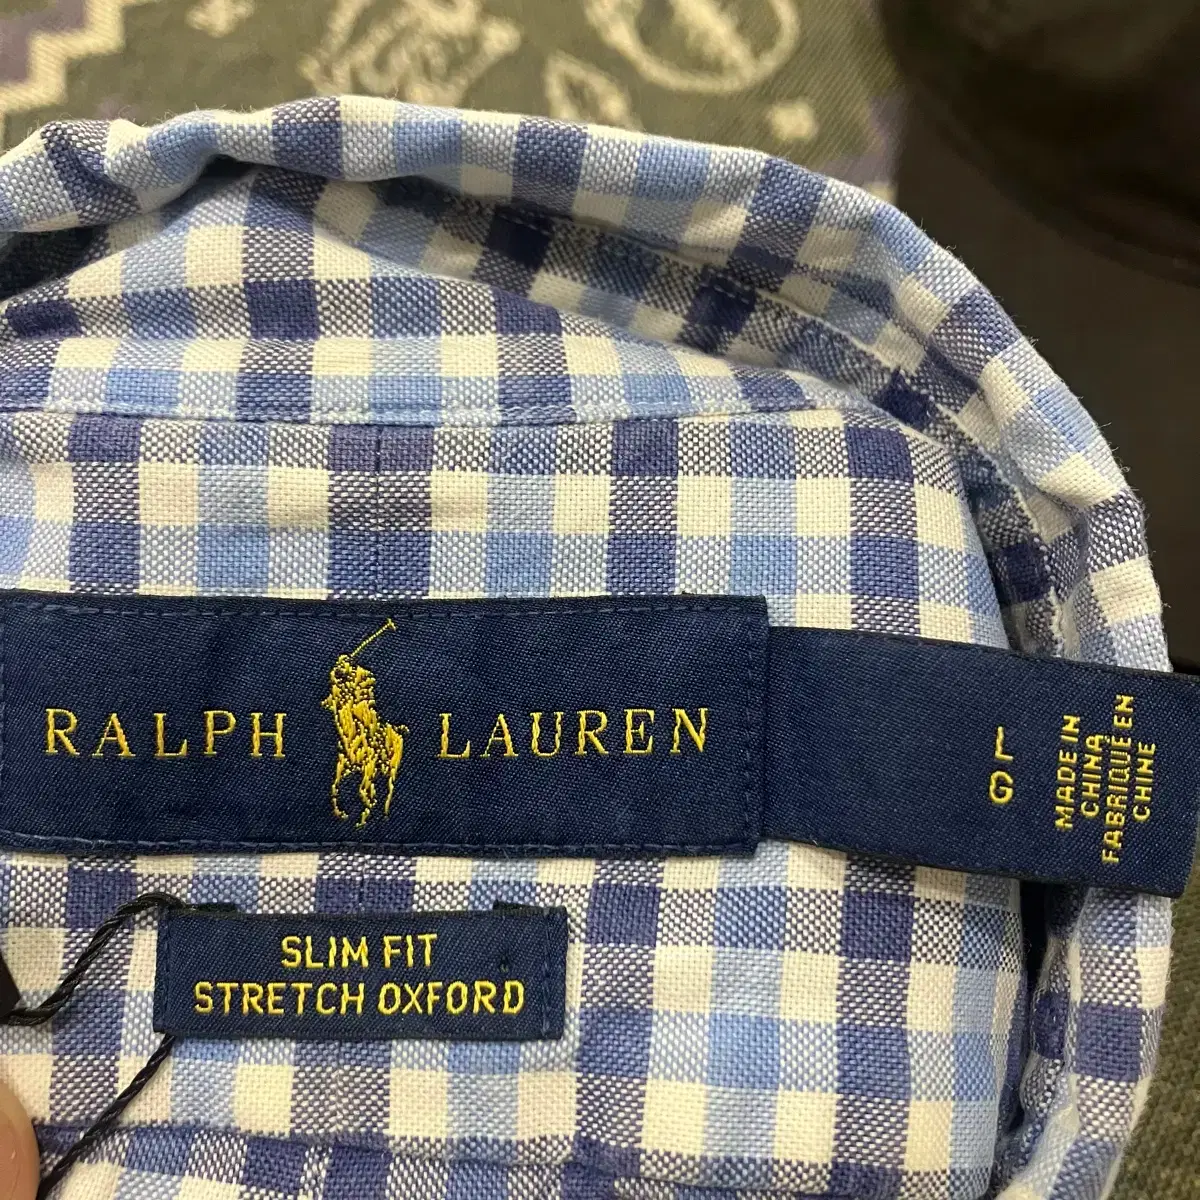 RALPH LAUREN
L
G
MADE IN
CHINA
FABRIQUÉ EN
CHINE
SLIM FIT
STRETCH OXFORD